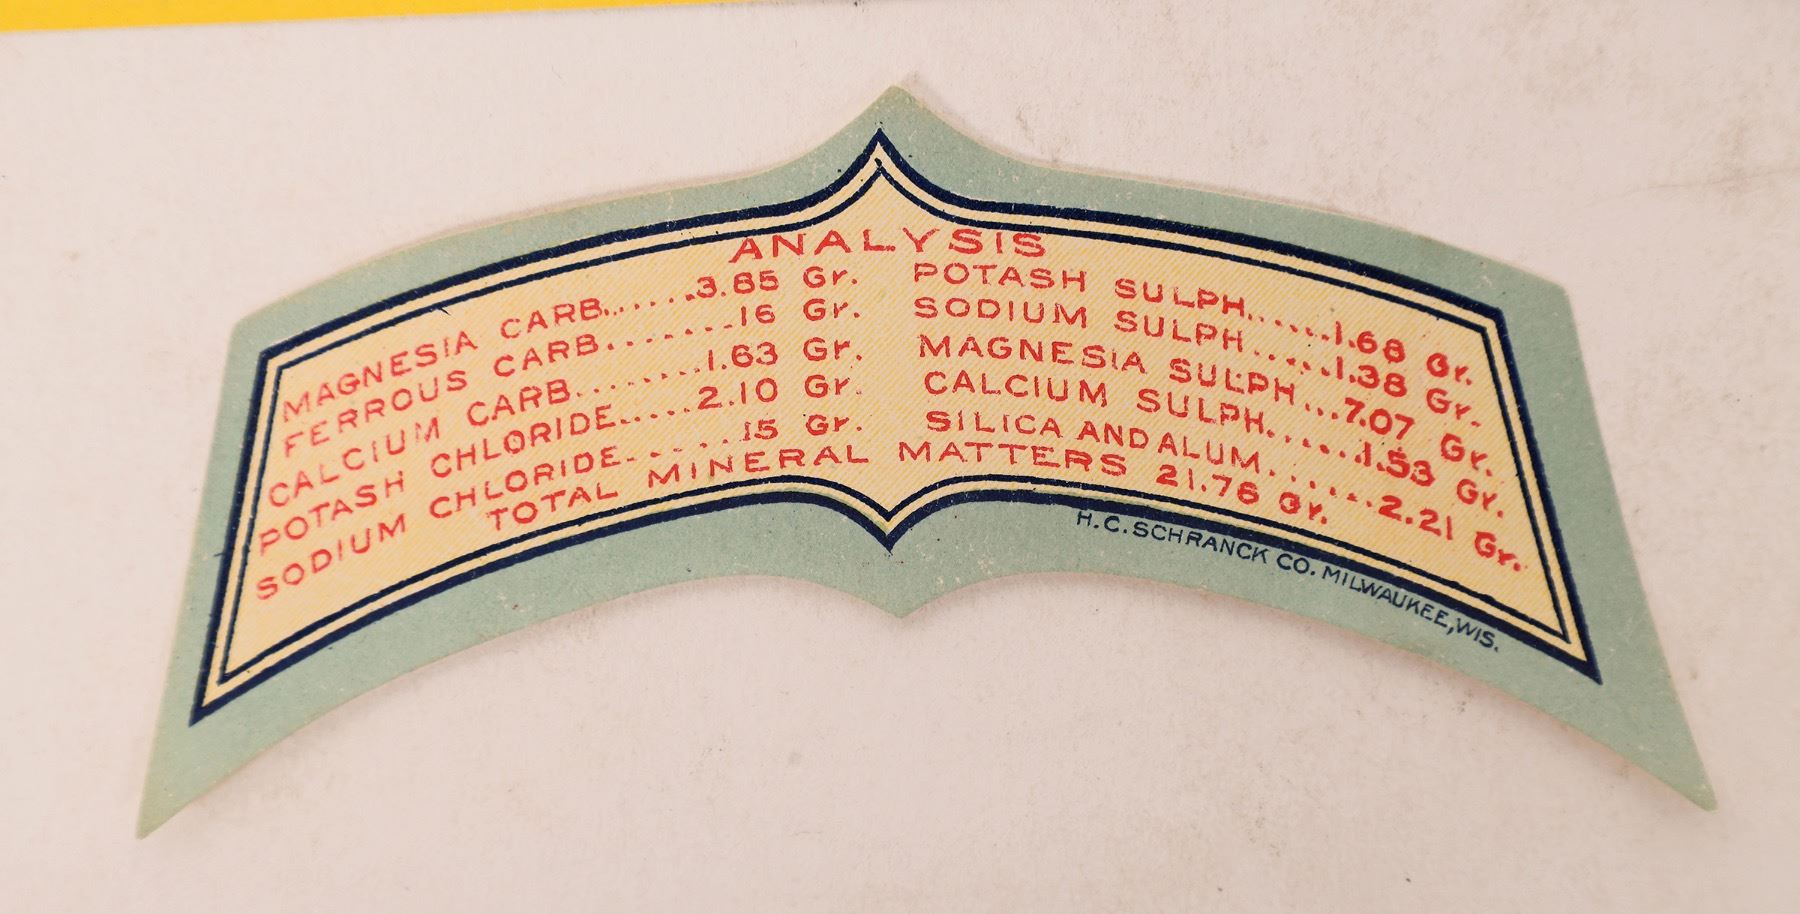 ANALYSIS
MAGNESIA CARB......3.85 Gr.
FERROUS CARB........16 Gr.
CALCIUM CARB.........1.63 Gr.
POTASH CHLORIDE.....2.10 Gr.
SODIUM CHLORIDE.......15 Gr.
POTASH SULPH......1.68 Gr.
SODIUM SULPH......1.38 Gr.
MAGNESIA SULPH...7.07 Gr.
CALCIUM SULPH......1.53 Gr.
SILICA AND ALUM.......2.21 Gr.
TOTAL MINERAL MATTERS 21.76 Gr.
H.C. SCHRANCK CO. MILWAUKEE, WIS.